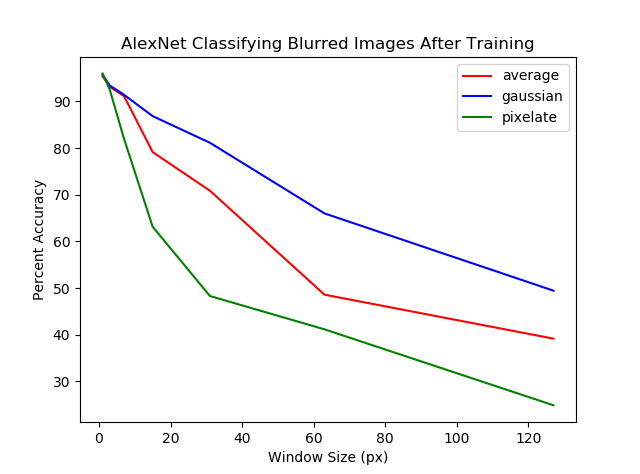 AlexNet Classifying Blurred Images After Training
average
gaussian
pixelate
90
80
70
60
50
40
30
Percent Accuracy
0 20 40 60 80 100 120
Window Size (px)